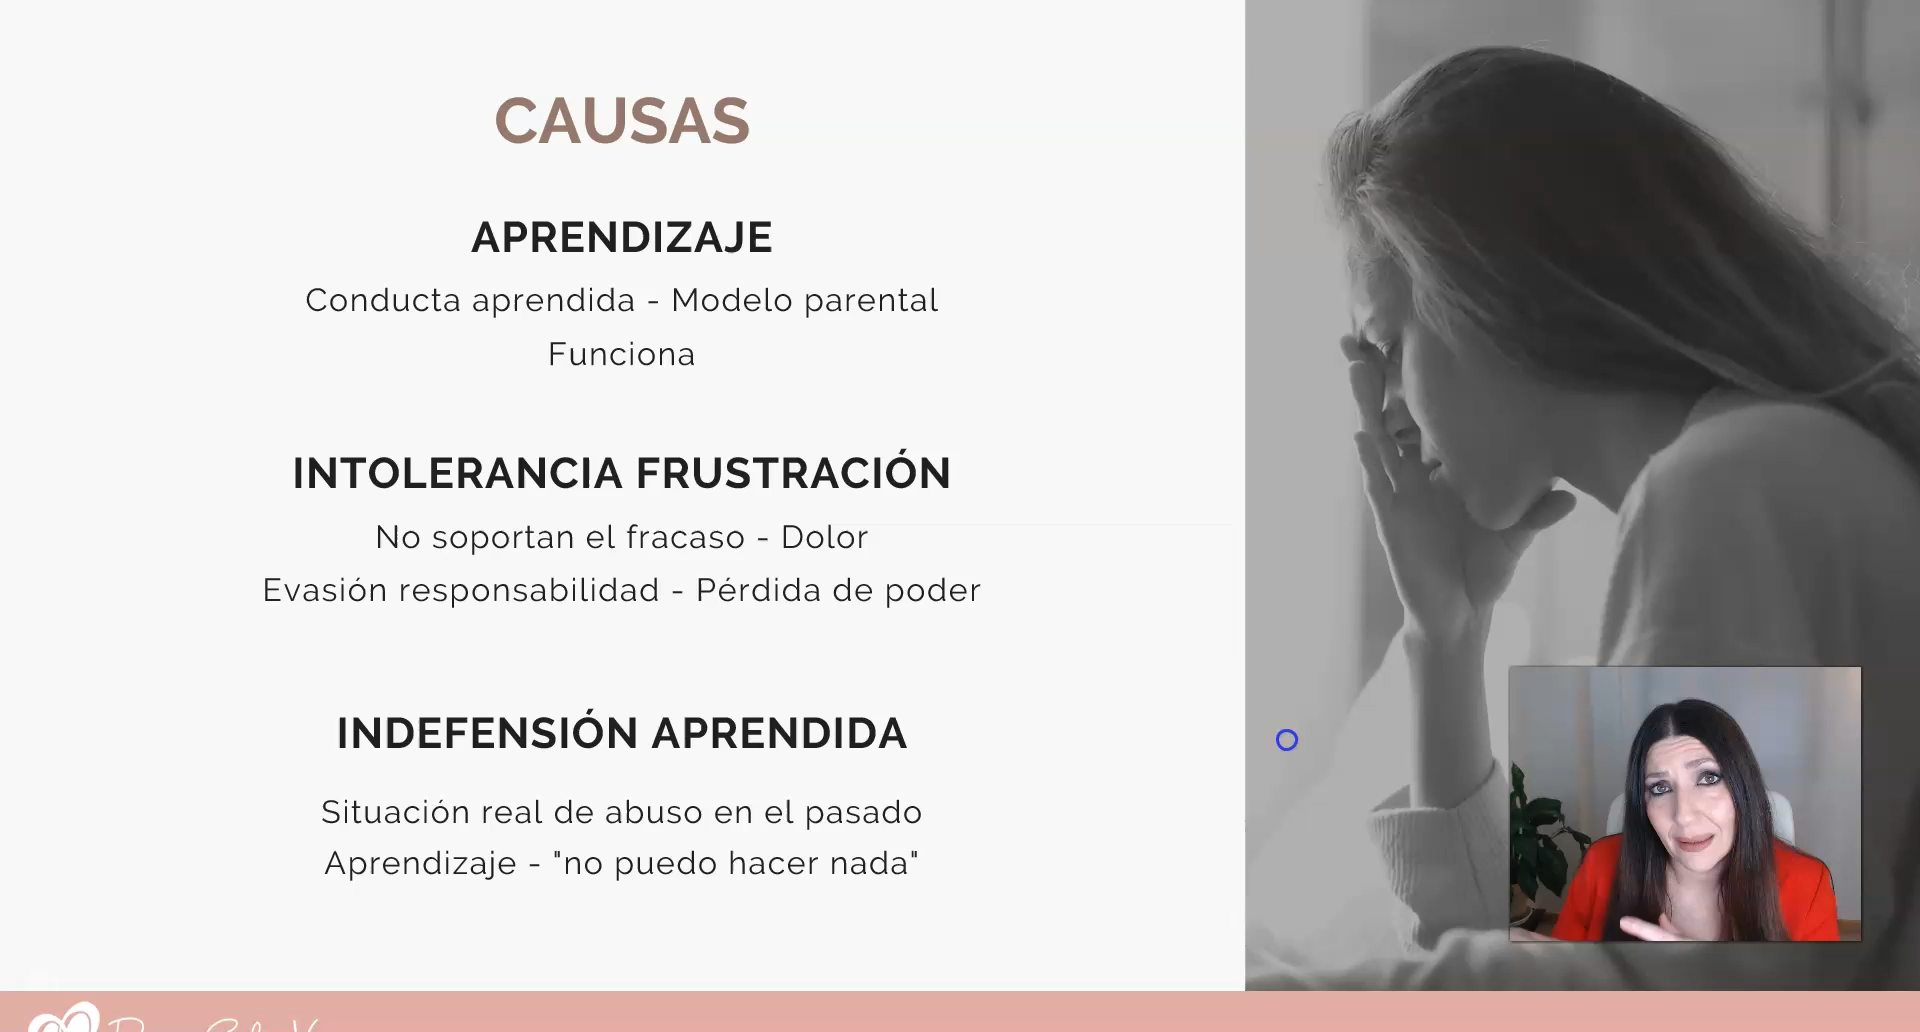 CAUSAS
APRENDIZAJE
Conducta aprendida - Modelo parental
Funciona
INTOLERANCIA FRUSTRACIÓN
No soportan el fracaso - Dolor
Evasión responsabilidad - Pérdida de poder
INDEFENSIÓN APRENDIDA
Situación real de abuso en el pasado
Aprendizaje - "no puedo hacer nada"